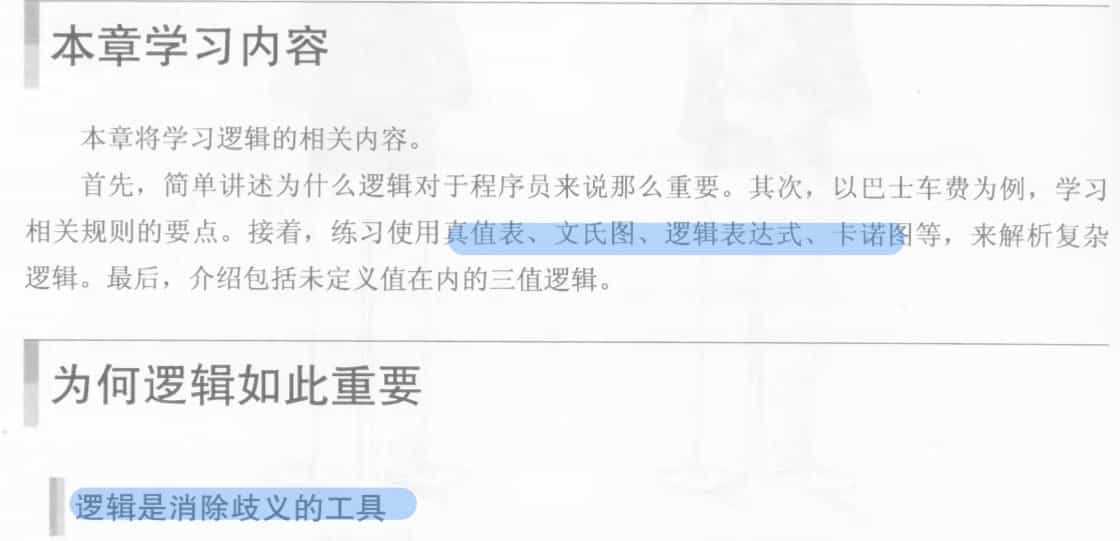 本章学习内容
本章将学习逻辑的相关内容。
首先，简单讲述为什么逻辑对于程序员来说那么重要。其次，以巴士车费为例，学习
相关规则的要点。接着，练习使用真值表、文氏图、逻辑表达式、卡诺图等，来解析复杂
逻辑。最后，介绍包括未定义值在内的三值逻辑。
为何逻辑如此重要
逻辑是消除歧义的工具